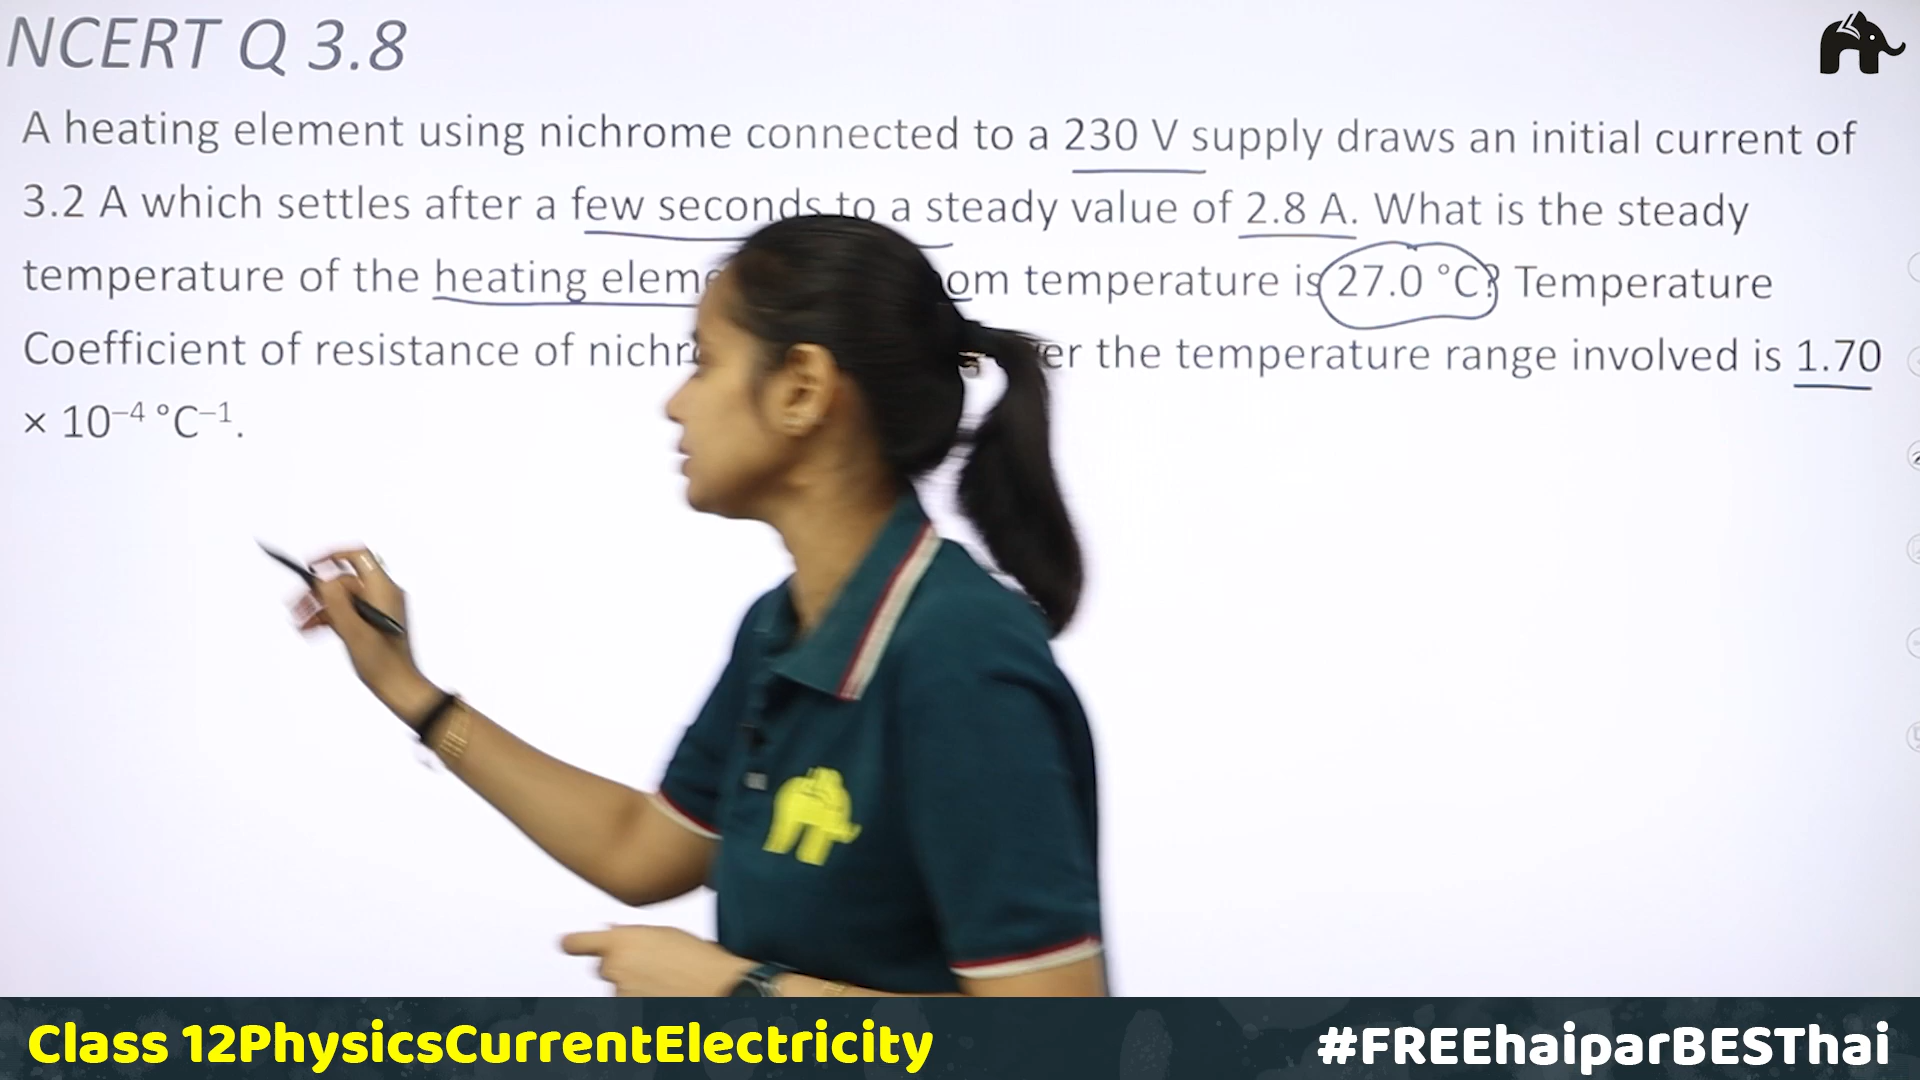 NCERT Q 3.8
A heating element using nichrome connected to a 230 V supply draws an initial current of
3.2 A which settles after a few seconds to a steady value of 2.8 A. What is the steady
temperature of the heating eleme om temperature is 27.0 °C? Temperature
Coefficient of resistance of nichr er the temperature range involved is 1.70
× 10⁻⁴ °C⁻¹.
Class 12PhysicsCurrentElectricity
#FREEhaiparBESThai